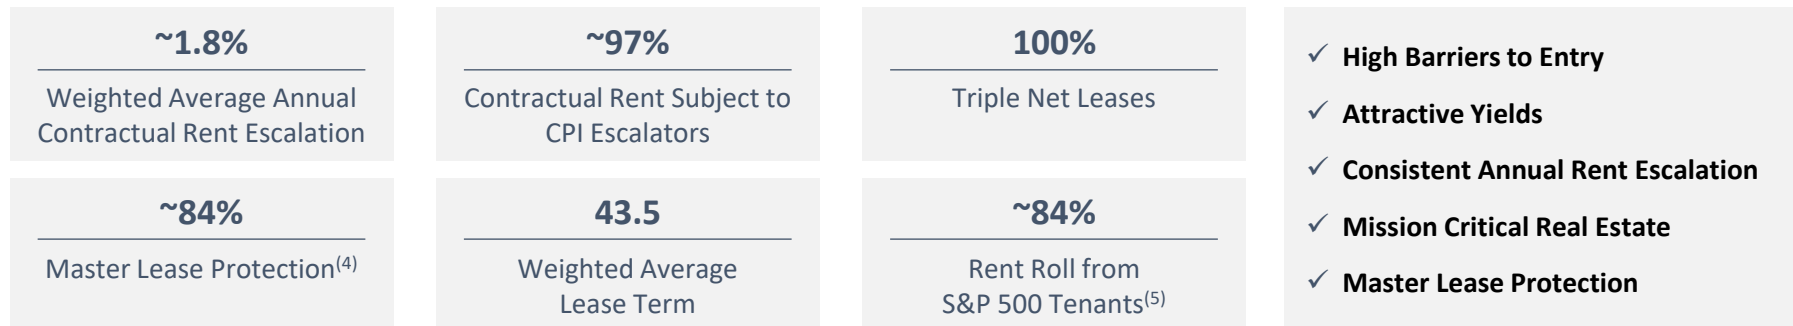 ~1.8%
Weighted Average Annual
Contractual Rent Escalation
~97%
Contractual Rent Subject to
CPI Escalators
100%
Triple Net Leases
~84%
Master Lease Protection(4)
43.5
Weighted Average
Lease Term
~84%
Rent Roll from
S&P 500 Tenants(5)
✓ High Barriers to Entry
✓ Attractive Yields
✓ Consistent Annual Rent Escalation
✓ Mission Critical Real Estate
✓ Master Lease Protection